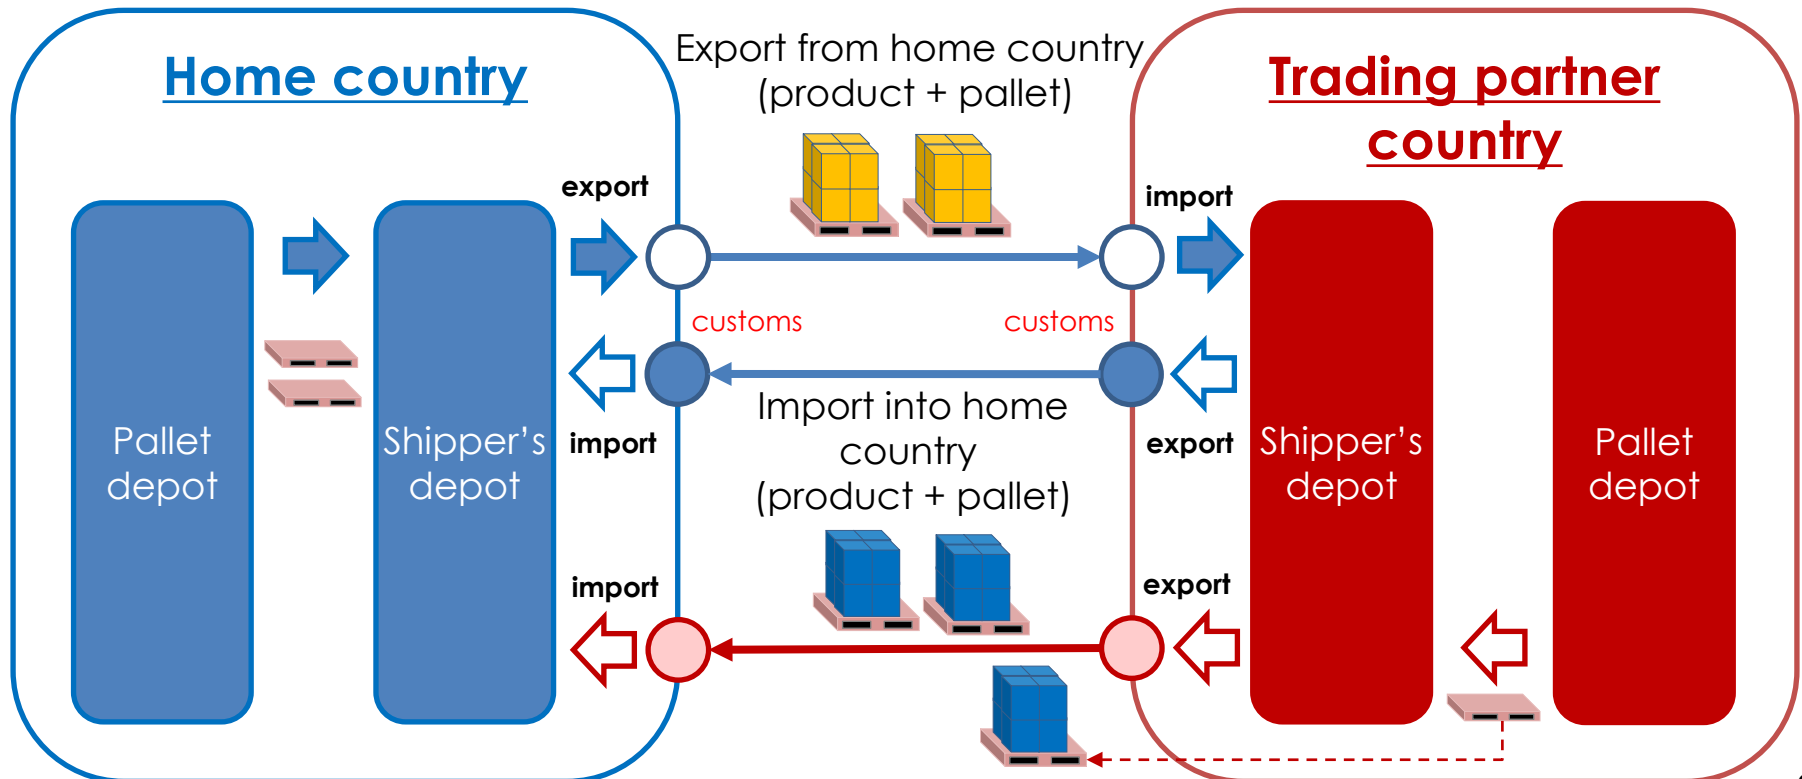 Home country
Export from home country
(product + pallet)
Trading partner
country
export
import
customs
customs
Pallet
depot
Shipper's
depot
import
Import into home
country
(product + pallet)
export
Shipper's
depot
Pallet
depot
import
export